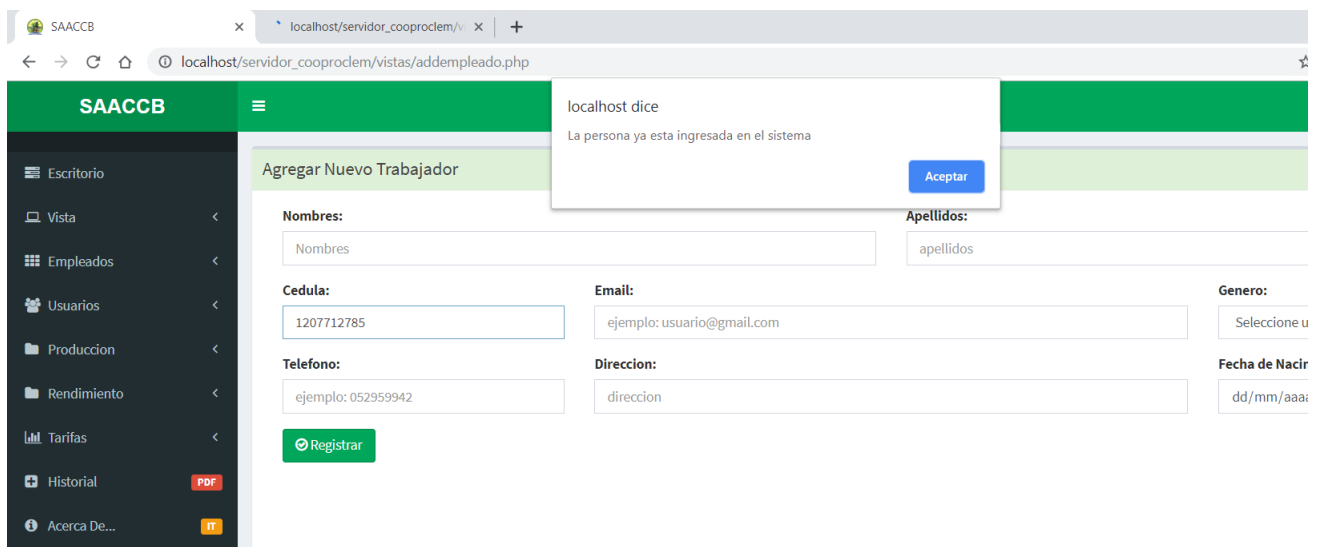 SAACCB
localhost/servidor_cooproclem/vi
localhost/servidor_cooproclem/vistas/addempleado.php
SAACCB
localhost dice
La persona ya esta ingresada en el sistema
Aceptar
Escritorio
Vista
Empleados
Usuarios
Produccion
Rendimiento
Tarifas
Historial PDF
Acerca De... IT
Agregar Nuevo Trabajador
Nombres: Apellidos:
Nombres apellidos
Cedula: Email: Genero:
1207712785 ejemplo: usuario@gmail.com Seleccione u
Telefono: Direccion: Fecha de Nacin
ejemplo: 052959942 direccion dd/mm/aaaa
Registrar